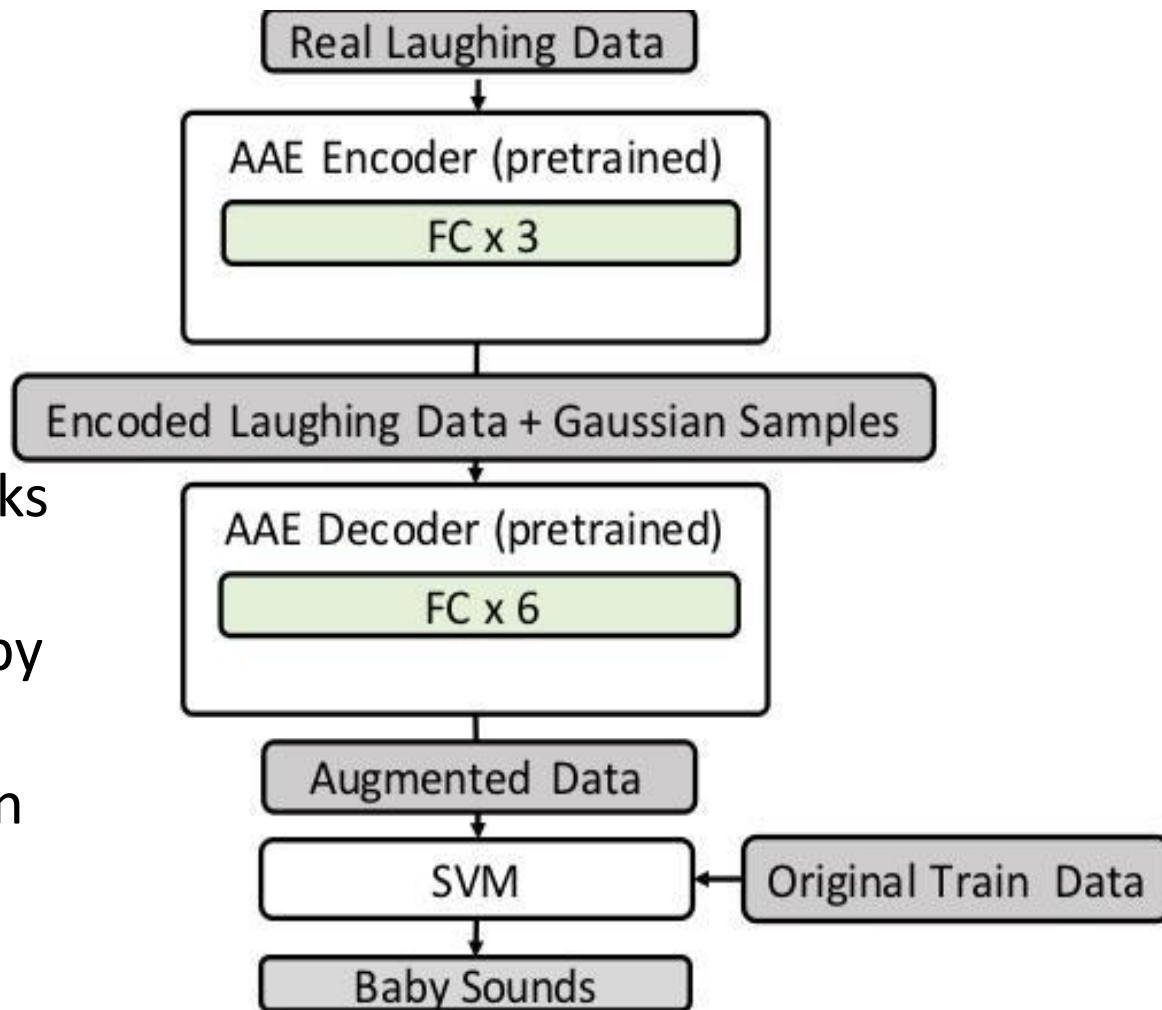 Real Laughing Data
AAE Encoder (pretrained)
FC x 3
Encoded Laughing Data + Gaussian Samples
AAE Decoder (pretrained)
FC x 6
Augmented Data
SVM
Original Train Data
Baby Sounds